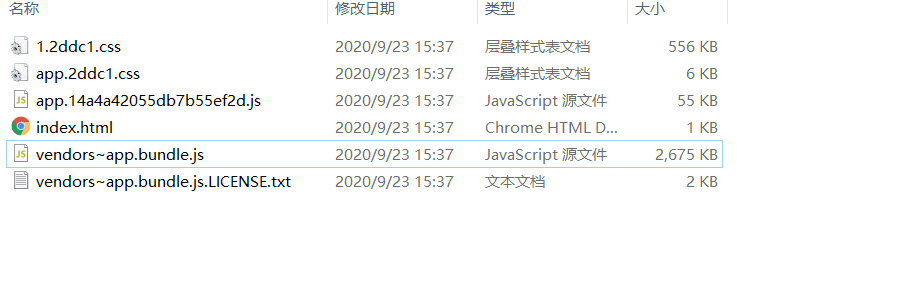 名称 修改日期 类型 大小
1.2ddc1.css 2020/9/23 15:37 层叠样式表文档 556 KB
app.2ddc1.css 2020/9/23 15:37 层叠样式表文档 6 KB
app.14a4a42055db7b55ef2d.js 2020/9/23 15:37 JavaScript 源文件 55 KB
index.html 2020/9/23 15:37 Chrome HTML D... 1 KB
vendors~app.bundle.js 2020/9/23 15:37 JavaScript 源文件 2,675 KB
vendors~app.bundle.js.LICENSE.txt 2020/9/23 15:37 文本文档 2 KB